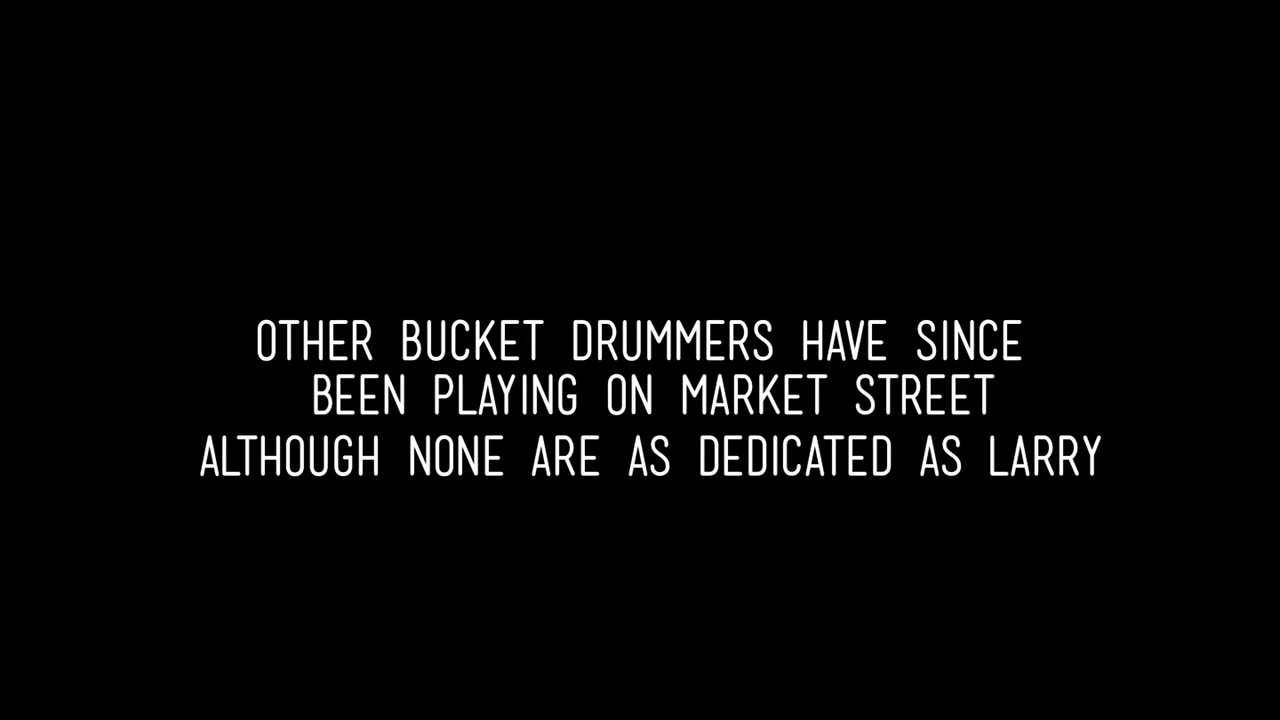 OTHER BUCKET DRUMMERS HAVE SINCE
BEEN PLAYING ON MARKET STREET
ALTHOUGH NONE ARE AS DEDICATED AS LARRY